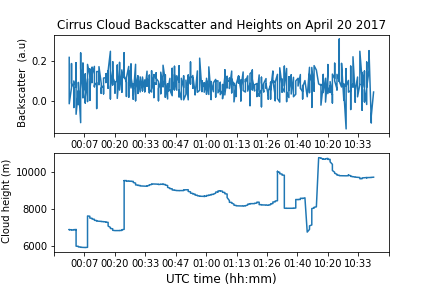 Cirrus Cloud Backscatter and Heights on April 20 2017
Backscatter (a.u)
0.2
0.0
00:07 00:20 00:33 00:47 01:00 01:13 01:26 01:40 10:20 10:33
Cloud height (m)
10000
8000
6000
00:07 00:20 00:33 00:47 01:00 01:13 01:26 01:40 10:20 10:33
UTC time (hh:mm)